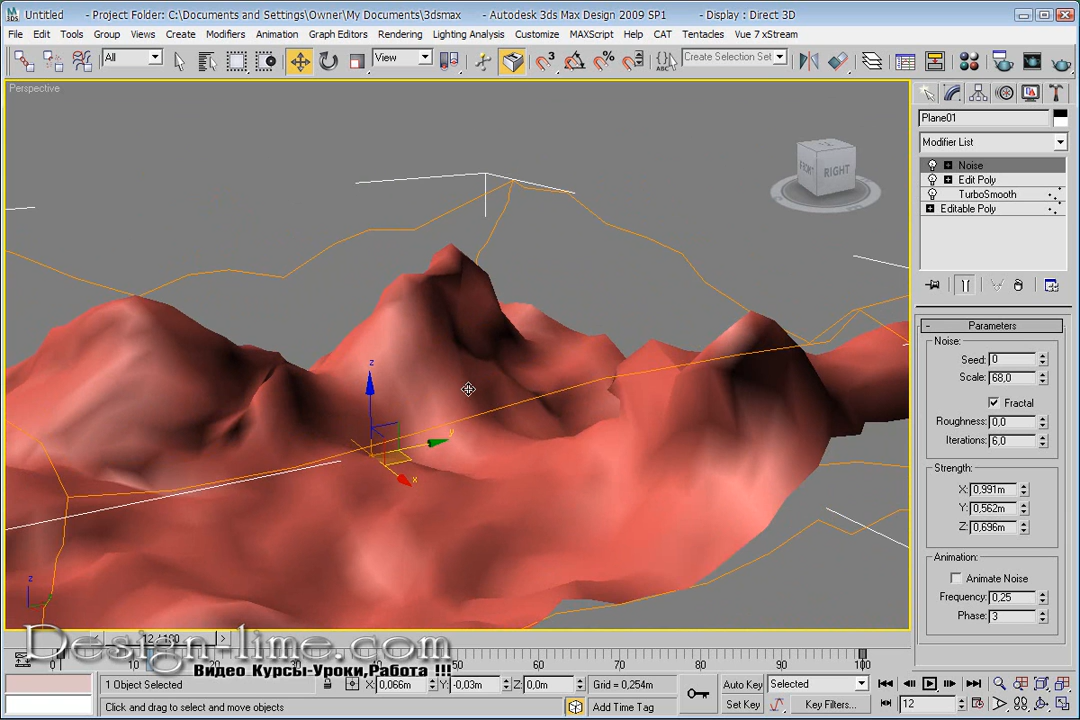 Untitled - Project Folder: C:\Documents and Settings\Owner\My Documents\3dsmax - Autodesk 3ds Max Design 2009 SP1 - Display : Direct 3D
File Edit Tools Group Views Create Modifiers Animation Graph Editors Rendering Lighting Analysis Customize MAXScript Help CAT Tentacles Vue 7 xStream
All View Create Selection Set
Perspective
FRONT RIGHT
Plane01
Modifier List
Noise
Edit Poly
TurboSmooth
Editable Poly
- Parameters
Noise:
Seed: 0
Scale: 68,0
Fractal
Roughness: 0,0
Iterations: 6,0
Strength:
X: 0,991m
Y: 0,562m
Z: 0,696m
Animation:
Animate Noise
Frequency: 0,25
Phase: 3
z
y
x
z
12 / 100
0 10 20 30 40 50 60 70 80 90 100
Design-lime.com
Видео Курсы-Уроки,Работа !!!
1 Object Selected X: 0,066m Y: -0,03m Z: 0,0m Grid = 0,254m
Click and drag to select and move objects Add Time Tag
Auto Key Selected
Set Key Key Filters... 12